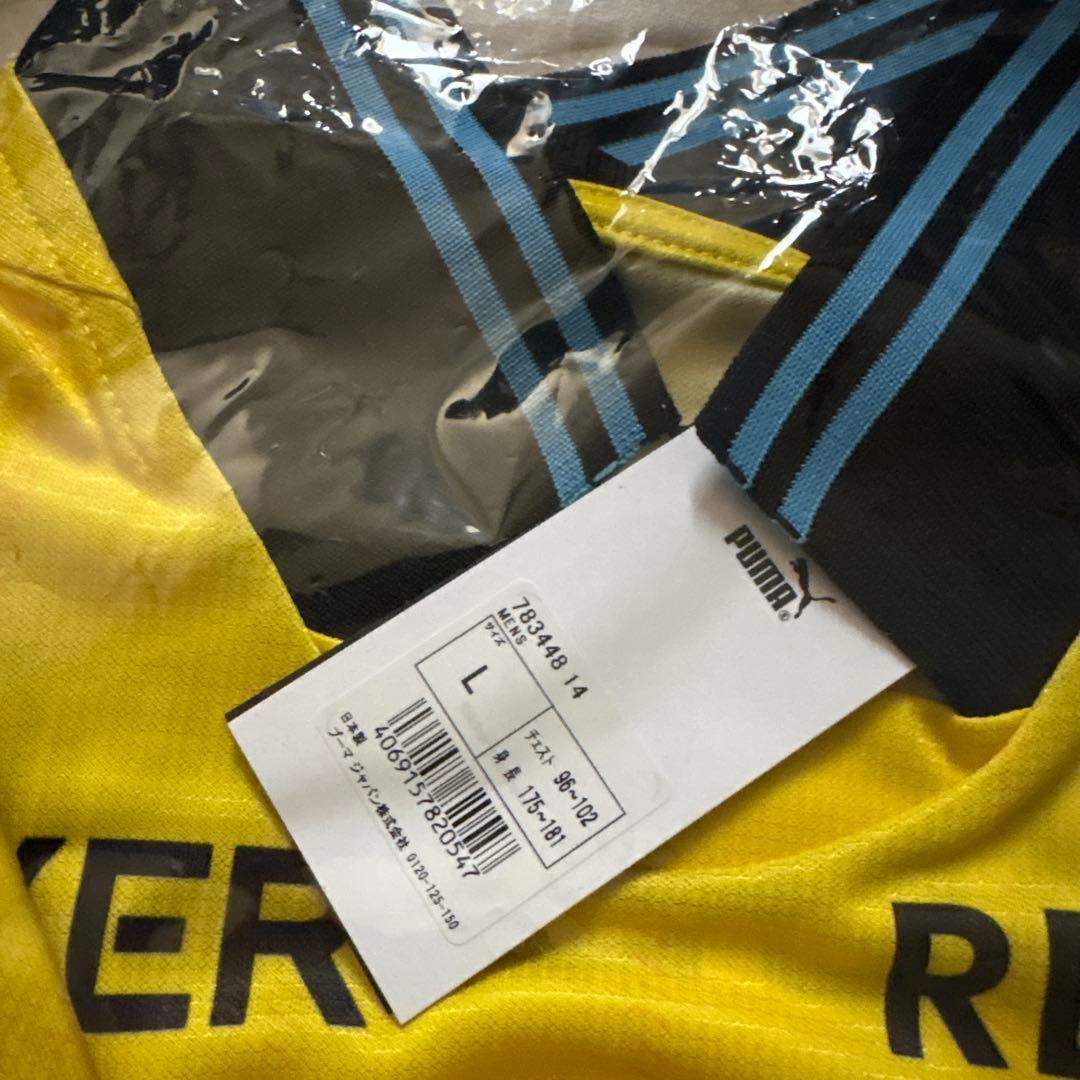 PUMA®
783448 14
MENS
サイズ
L
チェスト 96~102
身長 175~181
4069157820547
日本製
プーマ ジャパン株式会社 0120-125-150
YER
RE